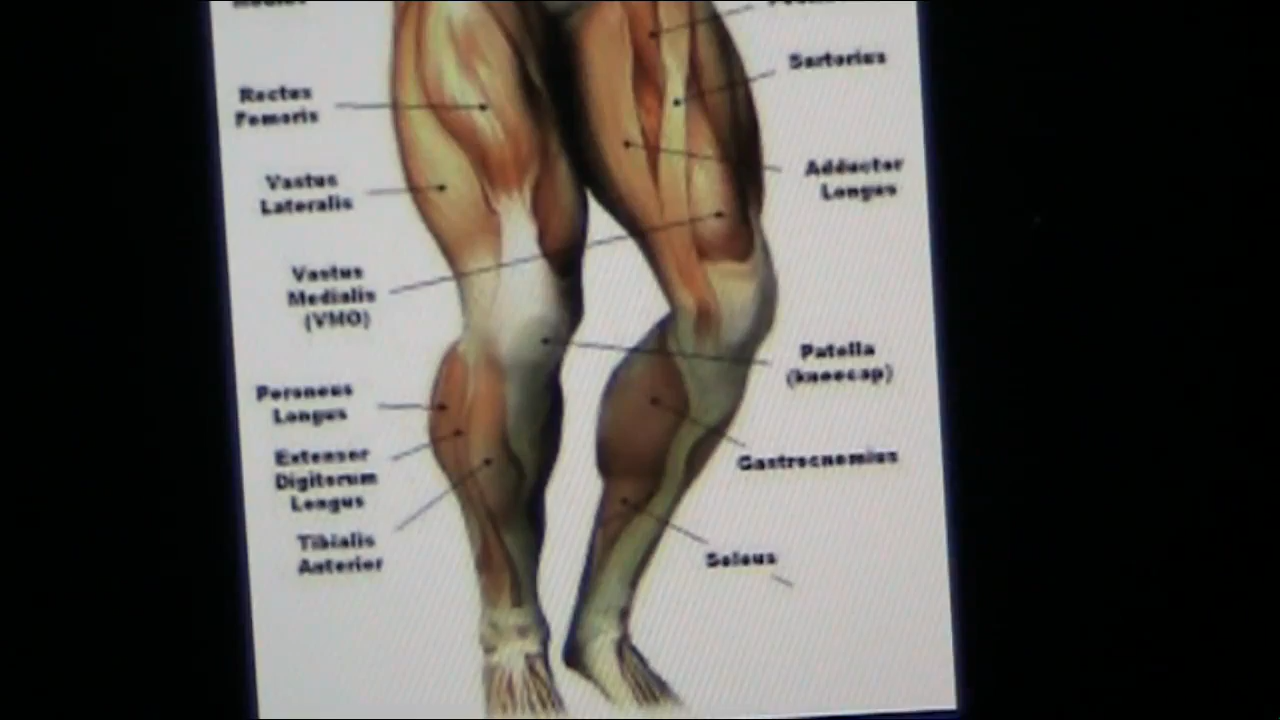 Rectus
Femoris
Vastus
Lateralis
Vastus
Medialis
(VMO)
Peroneus
Longus
Extensor
Digitorum
Longus
Tibialis
Anterior
Sartorius
Adductor
Longus
Patella
(kneecap)
Gastrocnemius
Soleus